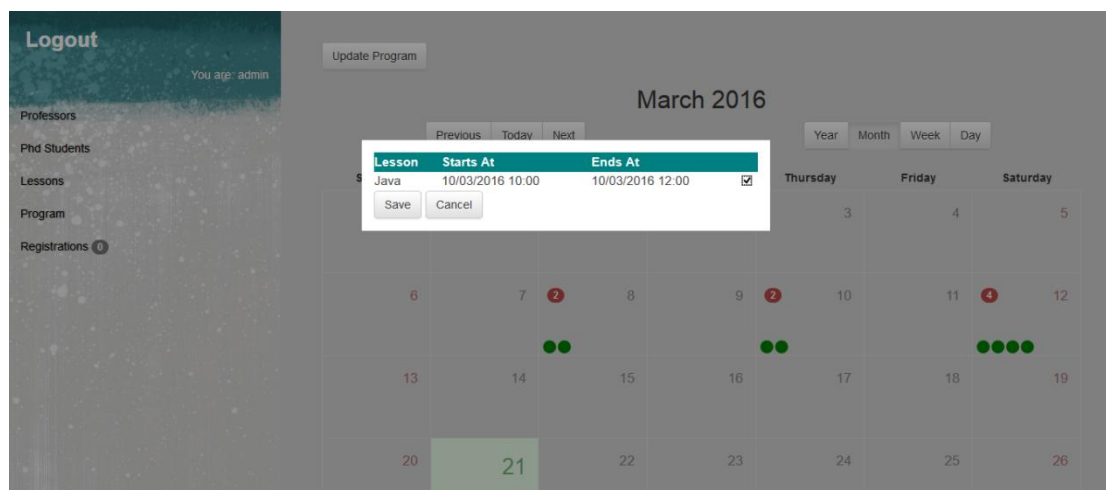 Logout
You are: admin
Professors
Phd Students
Lessons
Program
Registrations 0
Update Program
March 2016
Previous Today Next
Year Month Week Day
Lesson Starts At Ends At
Java 10/03/2016 10:00 10/03/2016 12:00
Save Cancel
Thursday Friday Saturday
3 4 5
6 7 2 8 9 2 10 11 4 12
13 14 15 16 17 18 19
20 21 22 23 24 25 26